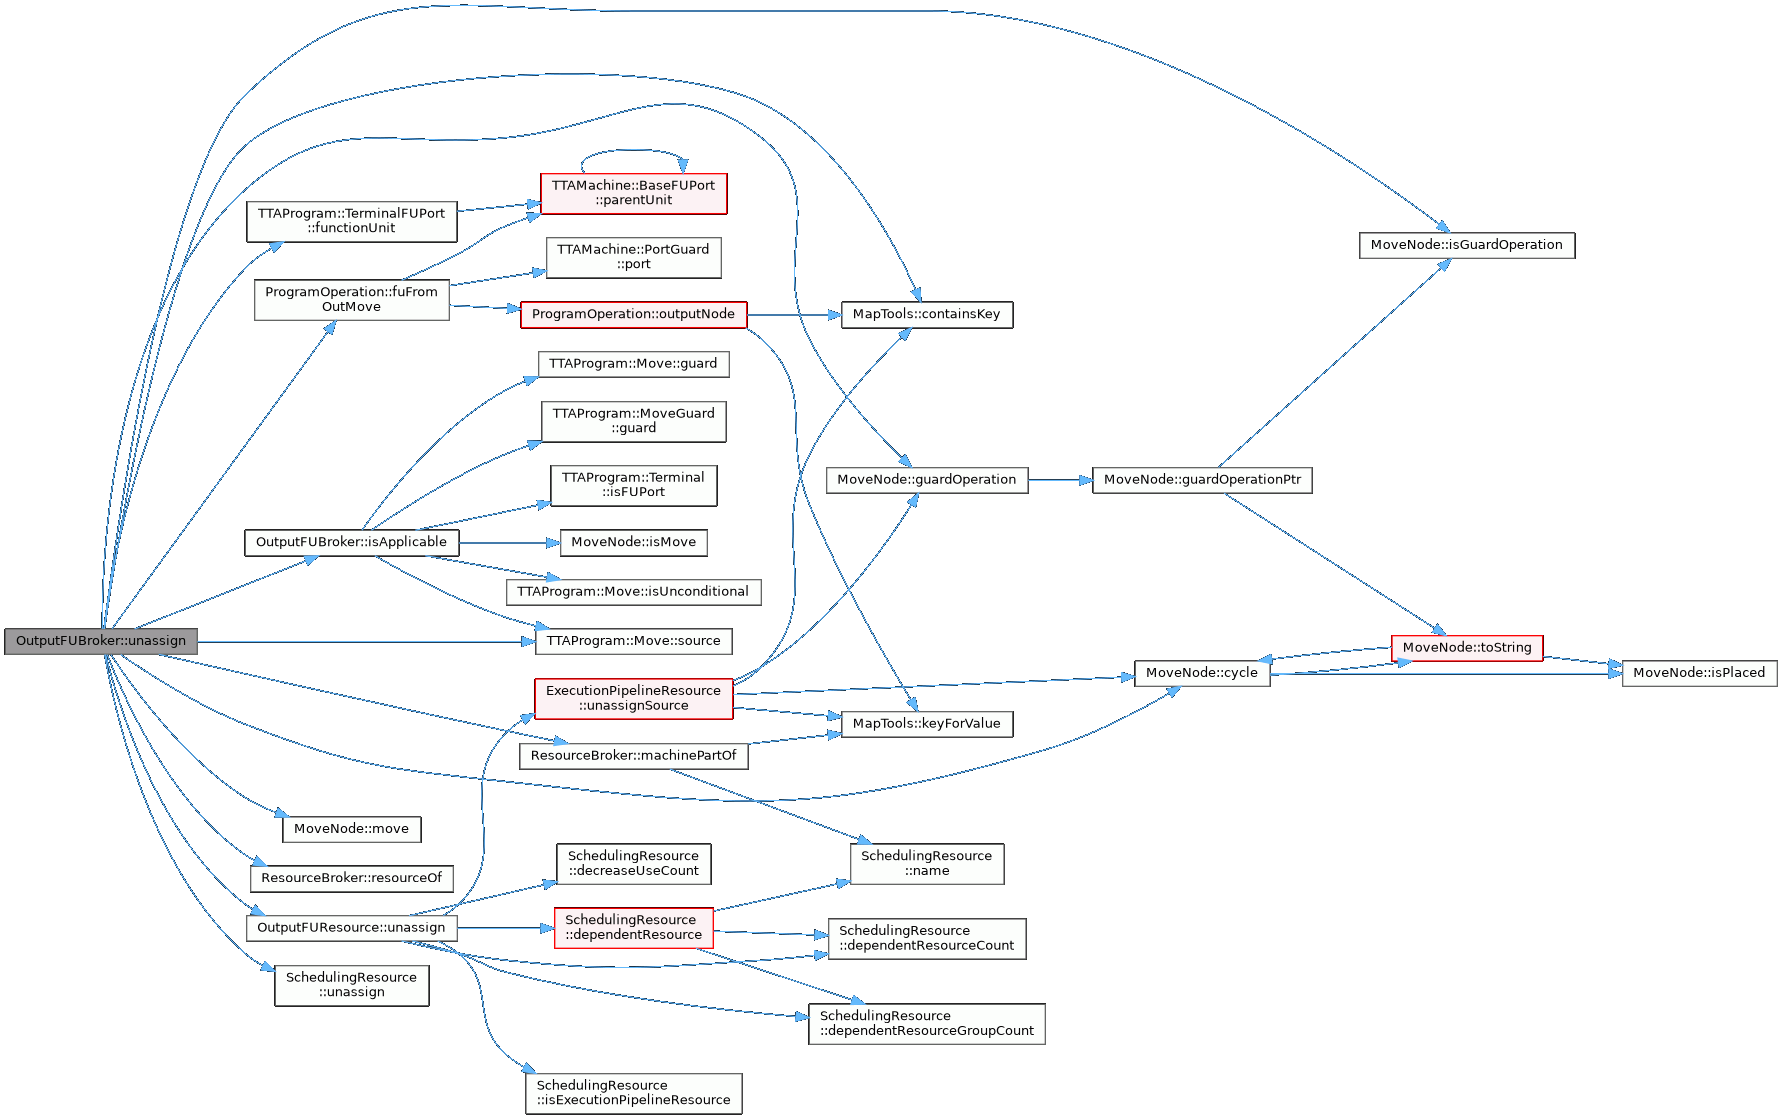 OutputFUBroker::unassign
TTAProgram::TerminalFUPort
::functionUnit
ProgramOperation::fuFrom
OutMove
OutputFUBroker::isApplicable
MoveNode::move
ResourceBroker::resourceOf
OutputFUResource::unassign
SchedulingResource
::unassign
TTAMachine::BaseFUPort
::parentUnit
TTAMachine::PortGuard
::port
ProgramOperation::outputNode
TTAProgram::Move::guard
TTAProgram::MoveGuard
::guard
TTAProgram::Terminal
::isFUPort
MoveNode::isMove
TTAProgram::Move::isUnconditional
TTAProgram::Move::source
ExecutionPipelineResource
::unassignSource
ResourceBroker::machinePartOf
SchedulingResource
::decreaseUseCount
SchedulingResource
::dependentResource
SchedulingResource
::isExecutionPipelineResource
MapTools::containsKey
MoveNode::guardOperation
MapTools::keyForValue
SchedulingResource
::name
SchedulingResource
::dependentResourceCount
SchedulingResource
::dependentResourceGroupCount
MoveNode::guardOperationPtr
MoveNode::cycle
MoveNode::isGuardOperation
MoveNode::toString
MoveNode::isPlaced